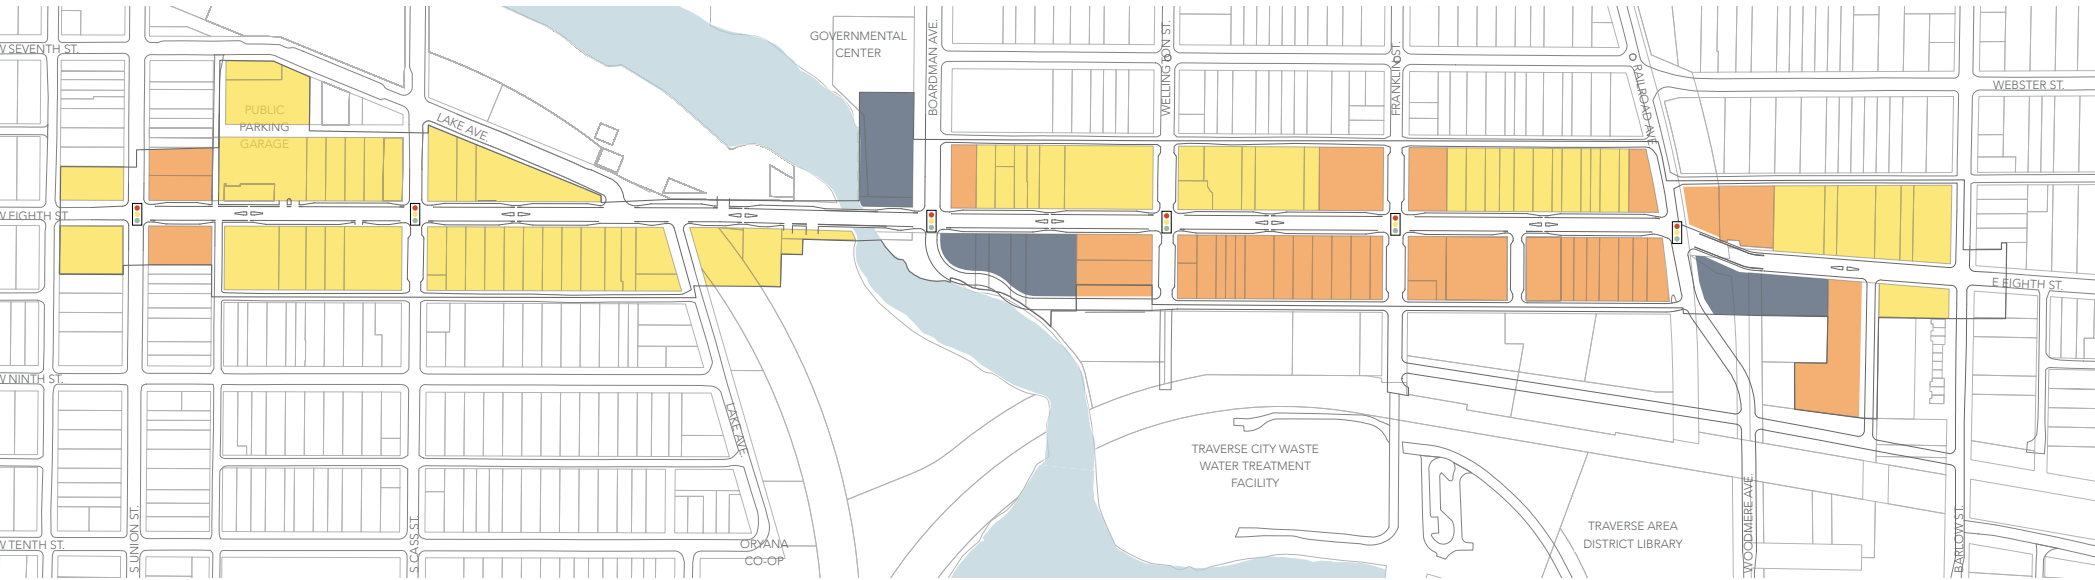 W SEVENTH ST.
GOVERNMENTAL
CENTER
BOARDMAN AVE.
WELLINGTON ST.
FRANKLIN ST.
RAILROAD AVE.
WEBSTER ST.
PUBLIC
PARKING
GARAGE
LAKE AVE.
W EIGHTH ST.
E EIGHTH ST.
W NINTH ST.
LAKE AVE.
TRAVERSE CITY WASTE
WATER TREATMENT
FACILITY
S UNION ST.
S CASS ST.
W TENTH ST.
ORYANA
CO-OP
TRAVERSE AREA
DISTRICT LIBRARY
WOODMERE AVE.
BARLOW ST.